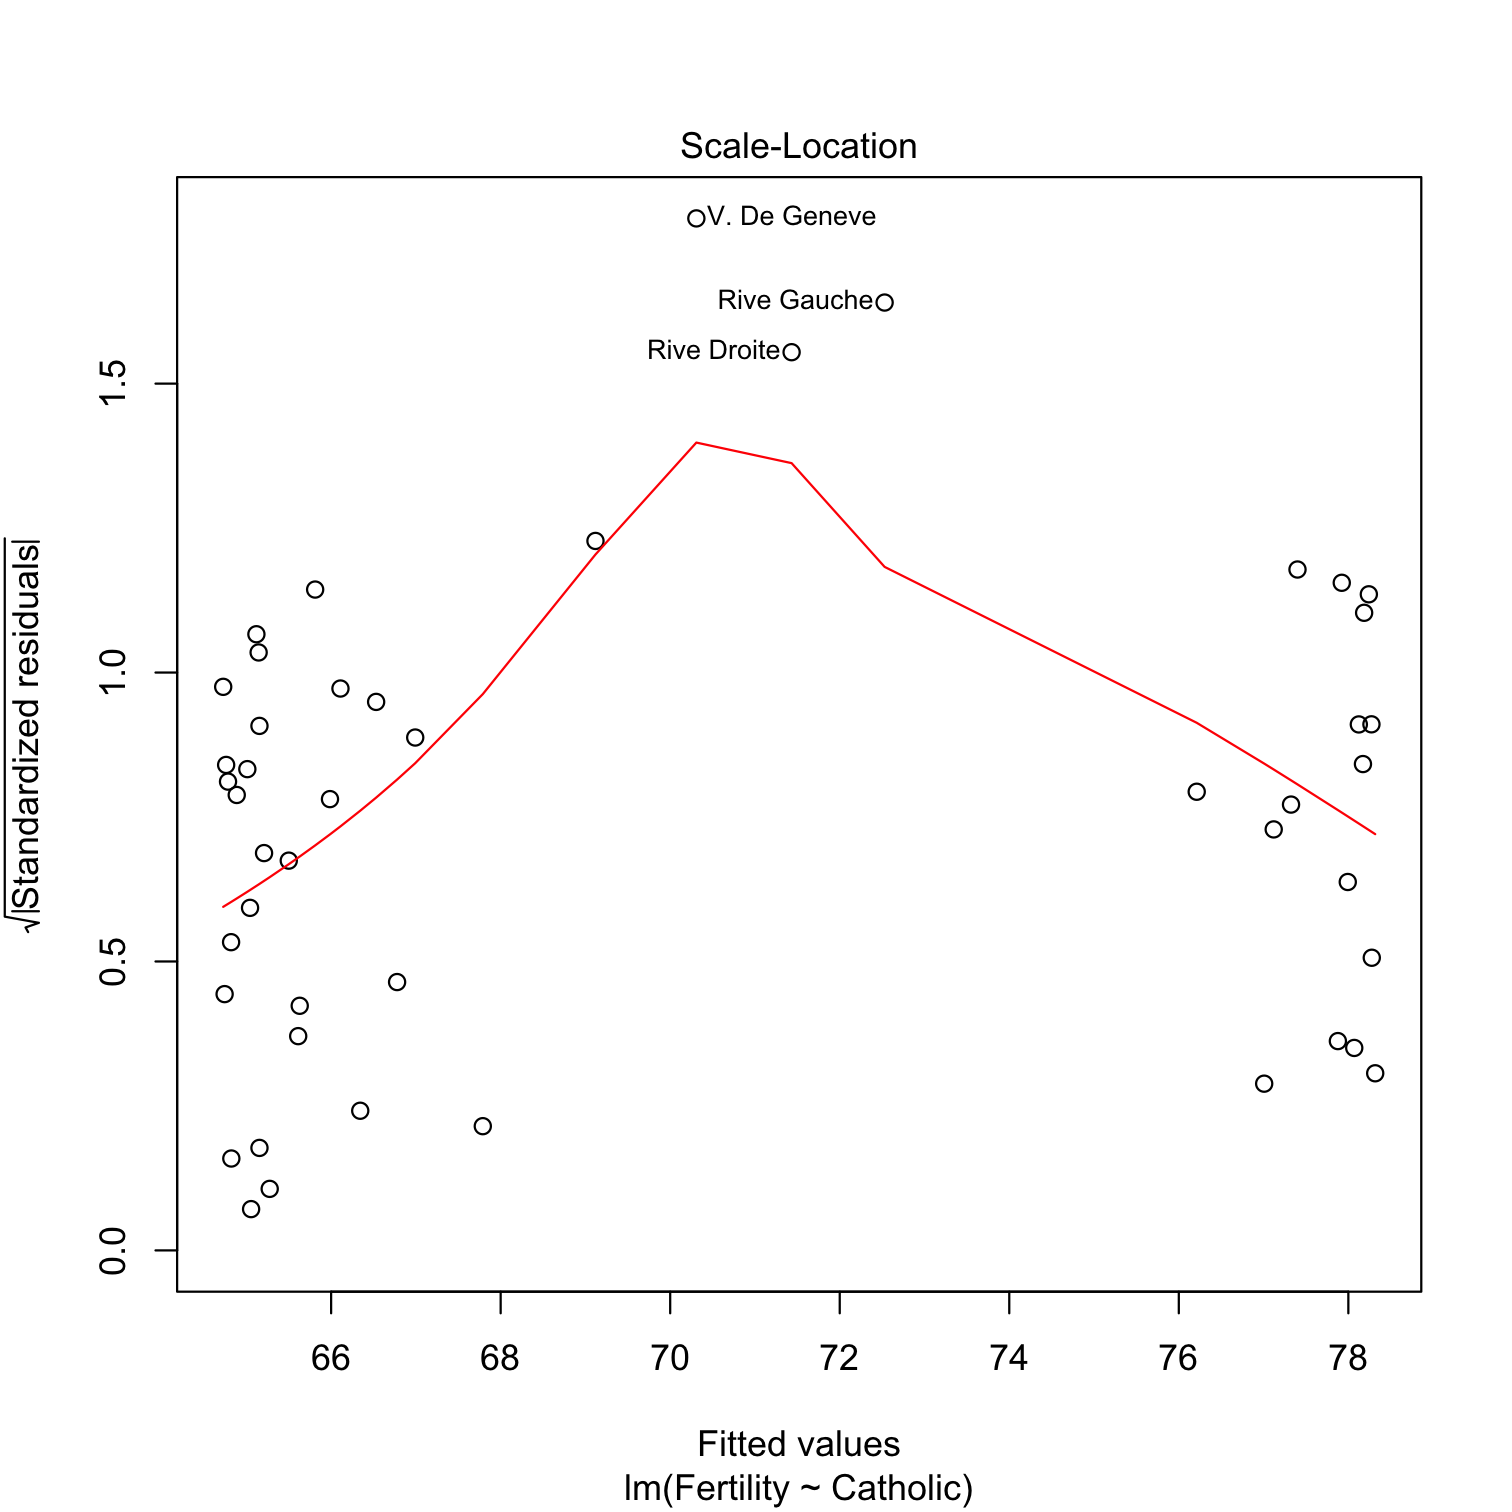 Scale-Location
V. De Geneve
Rive Gauche
Rive Droite
√|Standardized residuals|
1.5
1.0
0.5
0.0
66 68 70 72 74 76 78
Fitted values
lm(Fertility ~ Catholic)